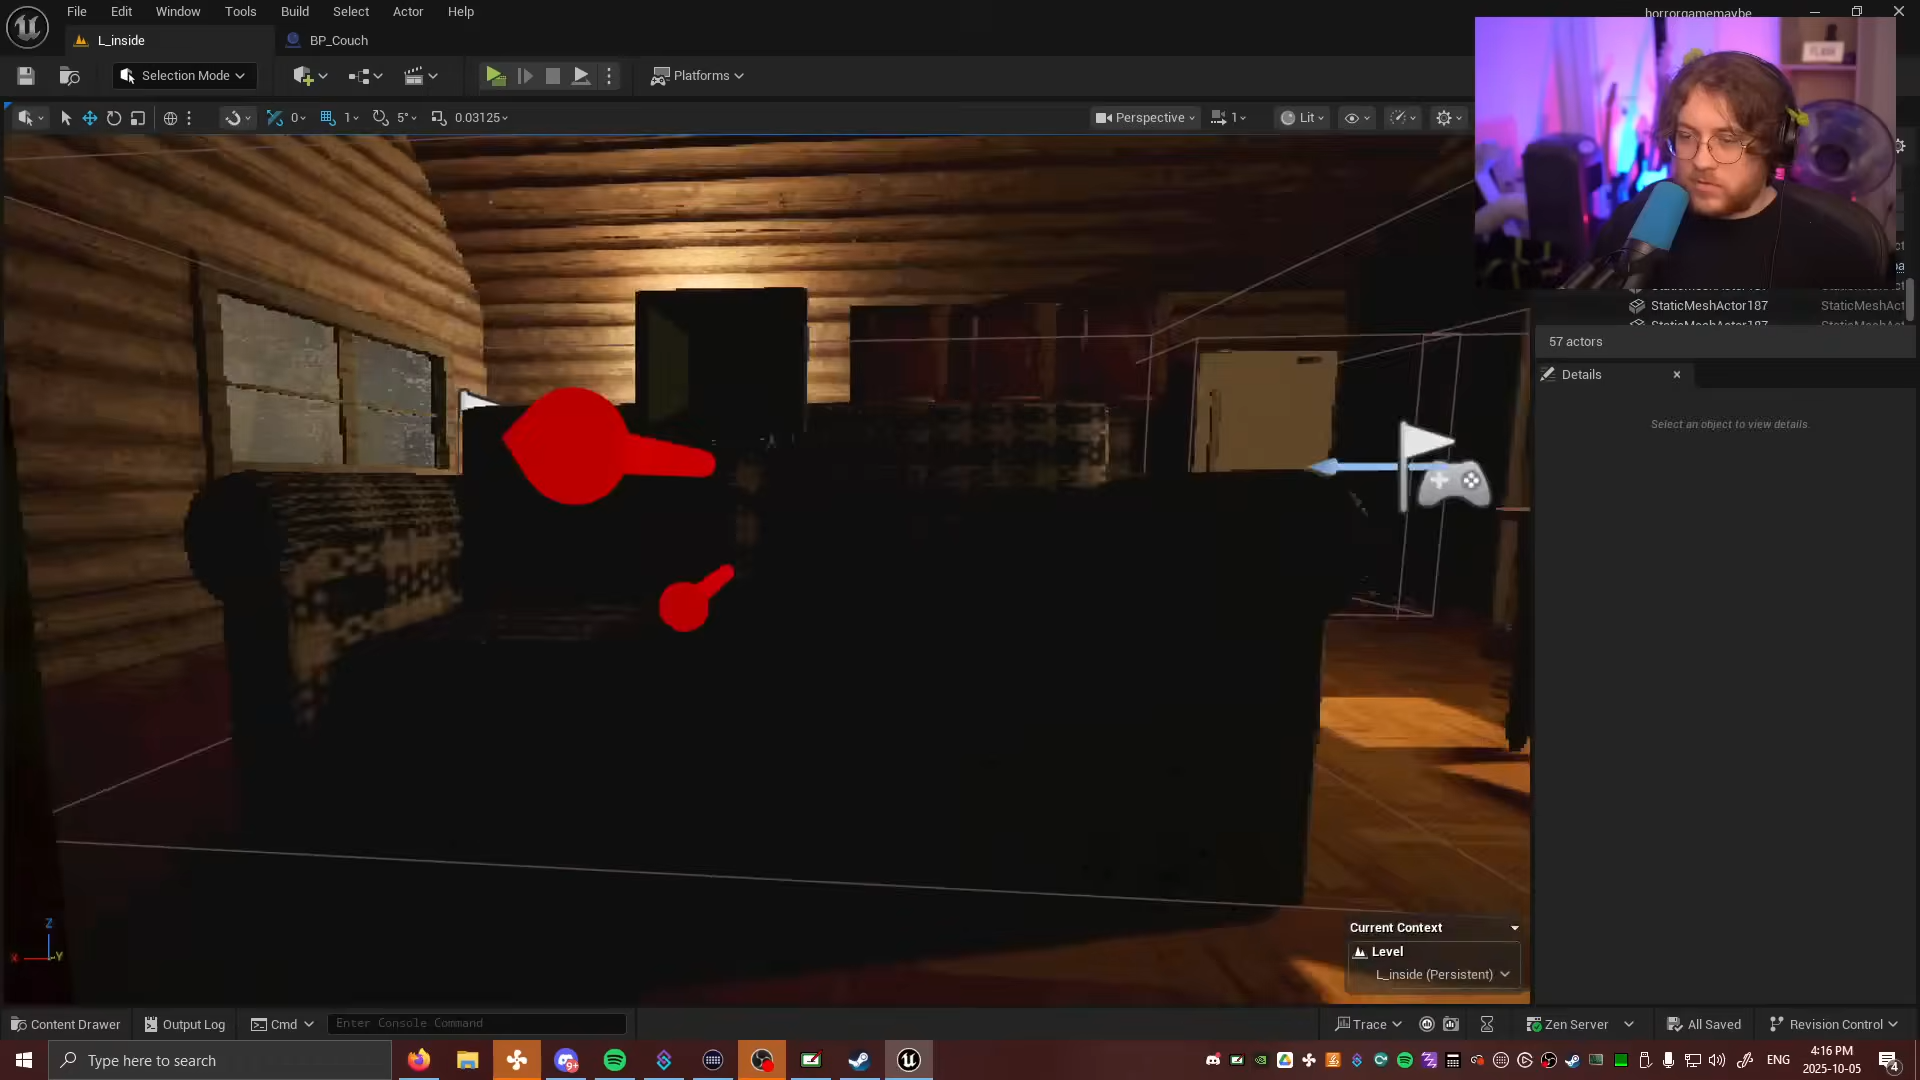 File Edit Window Tools Build Select Actor Help
horrorgamemaybe
L_inside
BP_Couch
Selection Mode
Platforms
0
1
5°
0.03125
Perspective
1
Lit
StaticMeshActor187
StaticMeshAct
57 actors
Details
Select an object to view details.
Current Context
Level
L_inside (Persistent)
Z
X
Y
Content Drawer
Output Log
Cmd
Enter Console Command
Trace
Zen Server
All Saved
Revision Control
Type here to search
9+
ENG
4:16 PM
2025-10-05
4